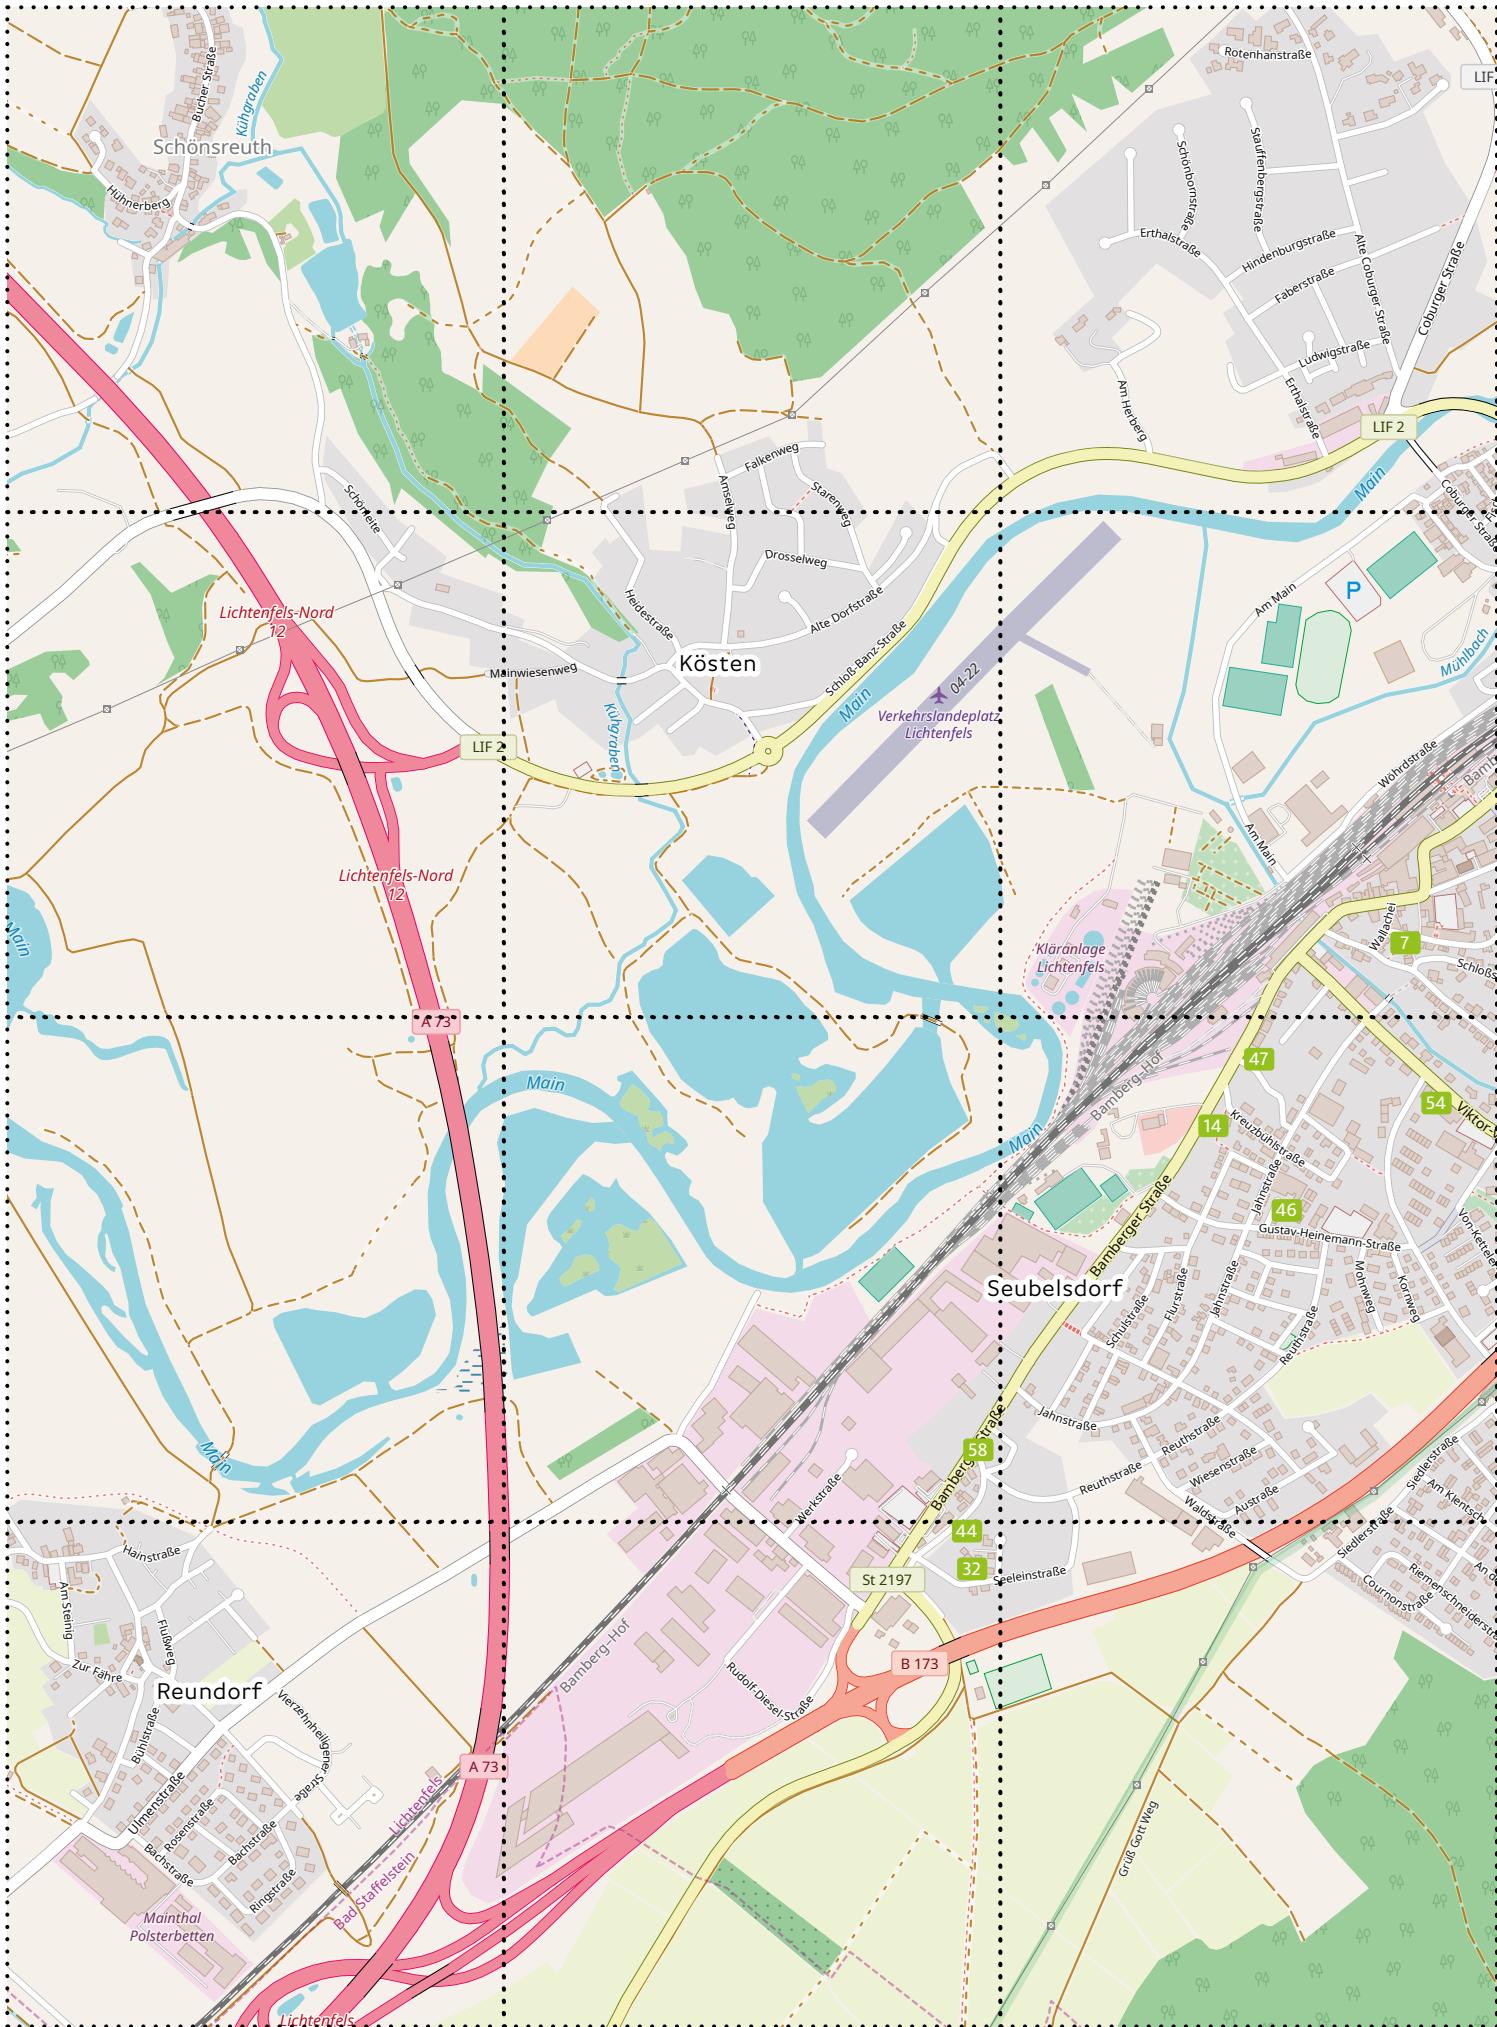 Bucher Straße
Kühgraben
Schönsreuth
Hühnerberg
Rotenhanstraße
LIF
Stauffenbergstraße
Schönbornstraße
Erthalstraße
Hindenburgstraße
Faberstraße
Alte Coburger Straße
Coburger Straße
Ludwigstraße
Erthalstraße
Am Herberg
LIF 2
Main
Coburger Straße
Falkenweg
Amselweg
Starenweg
Schönleite
Drosselweg
Heidestraße
Alte Dorfstraße
Lichtenfels-Nord
12
Kösten
Mainwiesenweg
Schloß-Banz-Straße
Main
04-22
Verkehrslandeplatz
Lichtenfels
Kühgraben
LIF 2
Am Main
P
Mühlbach
Wöhrdstraße
Am Main
Lichtenfels-Nord
12
Main
Kläranlage
Lichtenfels
Wallachei
7
A 73
Main
Main
Bamberg-Hof
47
54
14
Kreuzbühlstraße
Jahnstraße
46
Gustav-Heinemann-Straße
Bamberger Straße
Seubelsdorf
Schulstraße
Flurstraße
Jahnstraße
Mohnweg
Kornweg
Reuthstraße
Jahnstraße
Bamberger Straße
58
Reuthstraße
Reuthstraße
Wiesenstraße
Austraße
Waldstraße
Siedlerstraße
Siedlerstraße
Main
Werkstraße
44
32
Seeleinstraße
St 2197
Cournonstraße
Hainstraße
Am Steinig
Flußweg
Zur Fähre
Reundorf
Bühlstraße
Vierzehnheiligener Straße
Ulmenstraße
Rosenstraße
Bachstraße
Bachstraße
Ringstraße
Mainthal
Polsterbetten
Bamberg-Hof
Rudolf-Diesel-Straße
B 173
A 73
Lichtenfels
Bad Staffelstein
Grüß Gott Weg
Lichtenfels